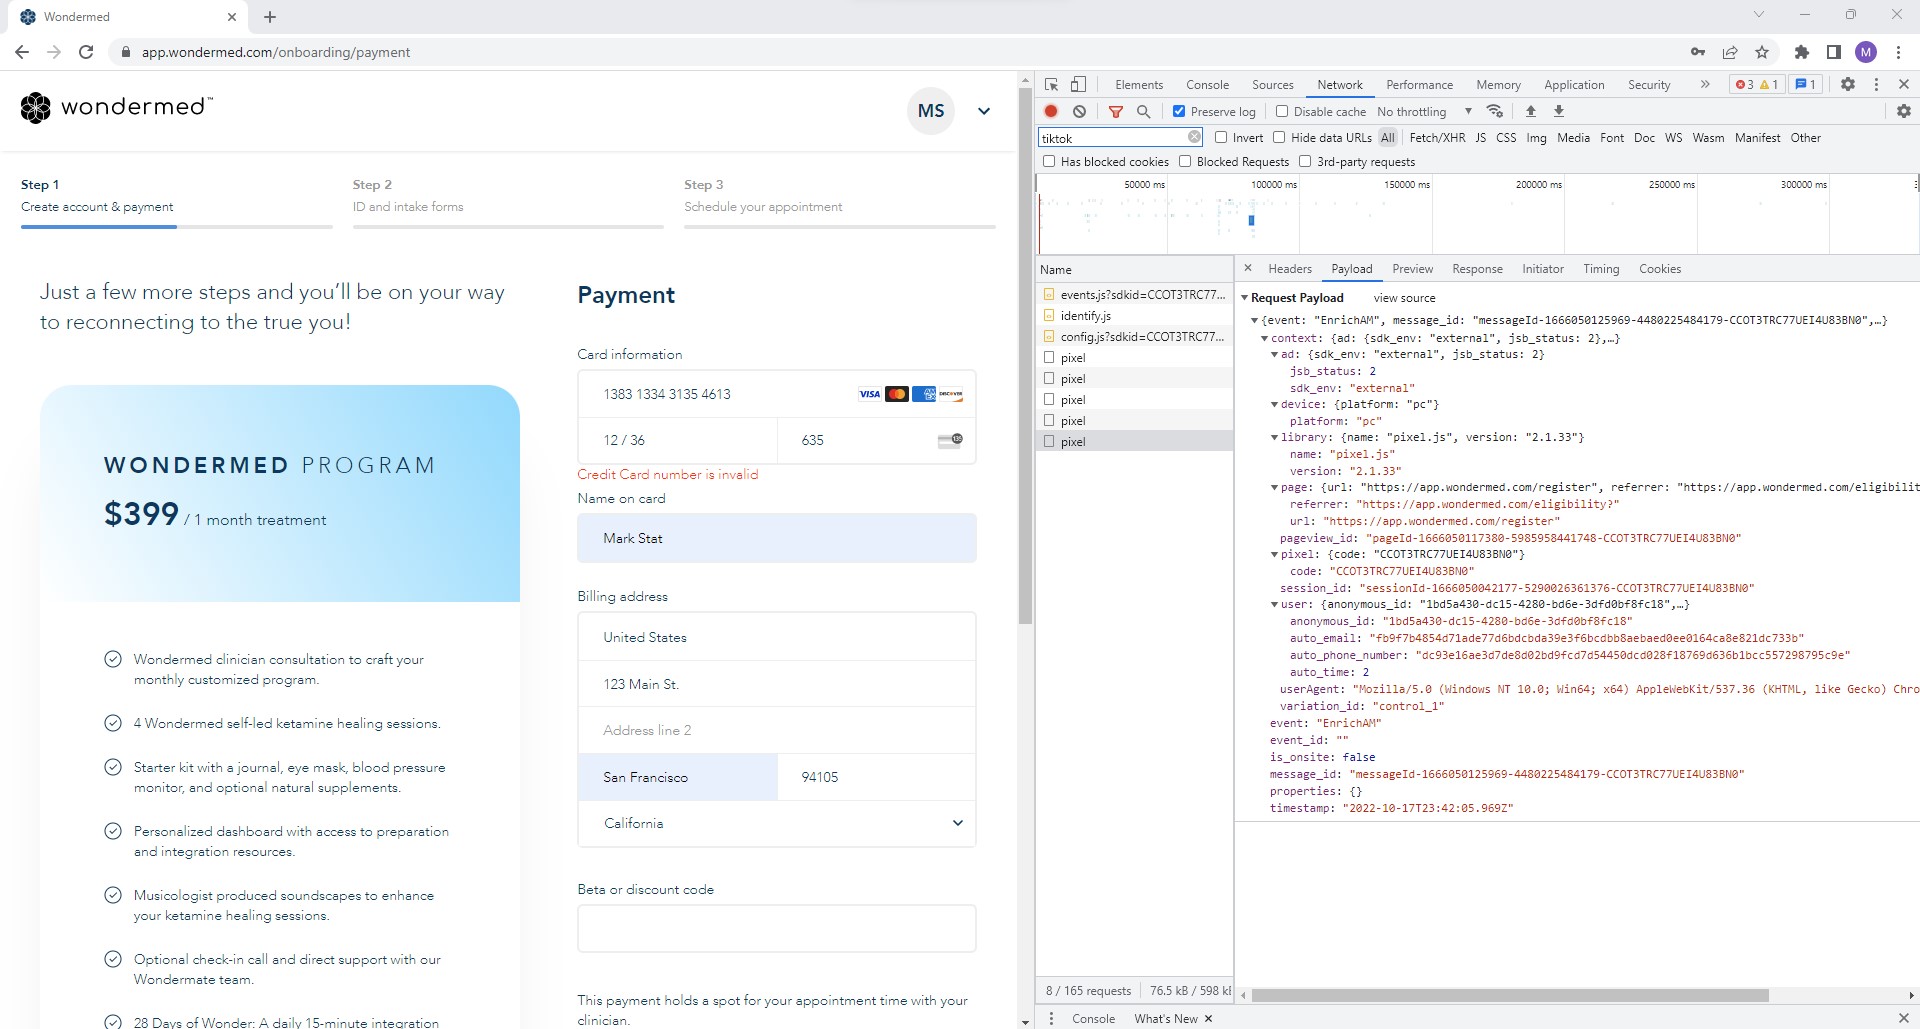 Wondermed
app.wondermed.com/onboarding/payment
M
wondermed™
MS
Step 1
Create account & payment
Step 2
ID and intake forms
Step 3
Schedule your appointment
Just a few more steps and you’ll be on your way
to reconnecting to the true you!
WONDERMED PROGRAM
$399 / 1 month treatment
Wondermed clinician consultation to craft your
monthly customized program.
4 Wondermed self-led ketamine healing sessions.
Starter kit with a journal, eye mask, blood pressure
monitor, and optional natural supplements.
Personalized dashboard with access to preparation
and integration resources.
Musicologist produced soundscapes to enhance
your ketamine healing sessions.
Optional check-in call and direct support with our
Wondermate team.
28 Days of Wonder: A daily 15-minute integration
Payment
Card information
1383 1334 3135 4613 VISA AM EX DISCOVER
12 / 36 635 135
Credit Card number is invalid
Name on card
Mark Stat
Billing address
United States
123 Main St.
Address line 2
San Francisco 94105
California
Beta or discount code
This payment holds a spot for your appointment time with your
clinician.
Elements Console Sources Network Performance Memory Application Security » 3 1 1
Preserve log Disable cache No throttling
tiktok Invert Hide data URLs All Fetch/XHR JS CSS Img Media Font Doc WS Wasm Manifest Other
Has blocked cookies Blocked Requests 3rd-party requests
50000 ms 100000 ms 150000 ms 200000 ms 250000 ms 300000 ms
Name
events.js?sdkid=CCOT3TRC77...
identify.js
config.js?sdkid=CCOT3TRC77...
pixel
pixel
pixel
pixel
pixel
8 / 165 requests 76.5 kB / 598 k
Headers Payload Preview Response Initiator Timing Cookies
Request Payload view source
{event: "EnrichAM", message_id: "messageId-1666050125969-4480225484179-CCOT3TRC77UEI4U83BN0",…}
context: {ad: {sdk_env: "external", jsb_status: 2},…}
ad: {sdk_env: "external", jsb_status: 2}
jsb_status: 2
sdk_env: "external"
device: {platform: "pc"}
platform: "pc"
library: {name: "pixel.js", version: "2.1.33"}
name: "pixel.js"
version: "2.1.33"
page: {url: "https://app.wondermed.com/register", referrer: "https://app.wondermed.com/eligibilit
referrer: "https://app.wondermed.com/eligibility?"
url: "https://app.wondermed.com/register"
pageview_id: "pageId-1666050117380-5985958441748-CCOT3TRC77UEI4U83BN0"
pixel: {code: "CCOT3TRC77UEI4U83BN0"}
code: "CCOT3TRC77UEI4U83BN0"
session_id: "sessionId-1666050042177-5290026361376-CCOT3TRC77UEI4U83BN0"
user: {anonymous_id: "1bd5a430-dc15-4280-bd6e-3dfd0bf8fc18",…}
anonymous_id: "1bd5a430-dc15-4280-bd6e-3dfd0bf8fc18"
auto_email: "fb9f7b4854d71ade77d6bdcbda39e3f6bcdbb8aebaed0ee0164ca8e821dc733b"
auto_phone_number: "dc93e16ae3d7de8d02bd9fcd7d54450dcd028f18769d636b1bcc557298795c9e"
auto_time: 2
userAgent: "Mozilla/5.0 (Windows NT 10.0; Win64; x64) AppleWebKit/537.36 (KHTML, like Gecko) Chro
variation_id: "control_1"
event: "EnrichAM"
event_id: ""
is_onsite: false
message_id: "messageId-1666050125969-4480225484179-CCOT3TRC77UEI4U83BN0"
properties: {}
timestamp: "2022-10-17T23:42:05.969Z"
Console What's New